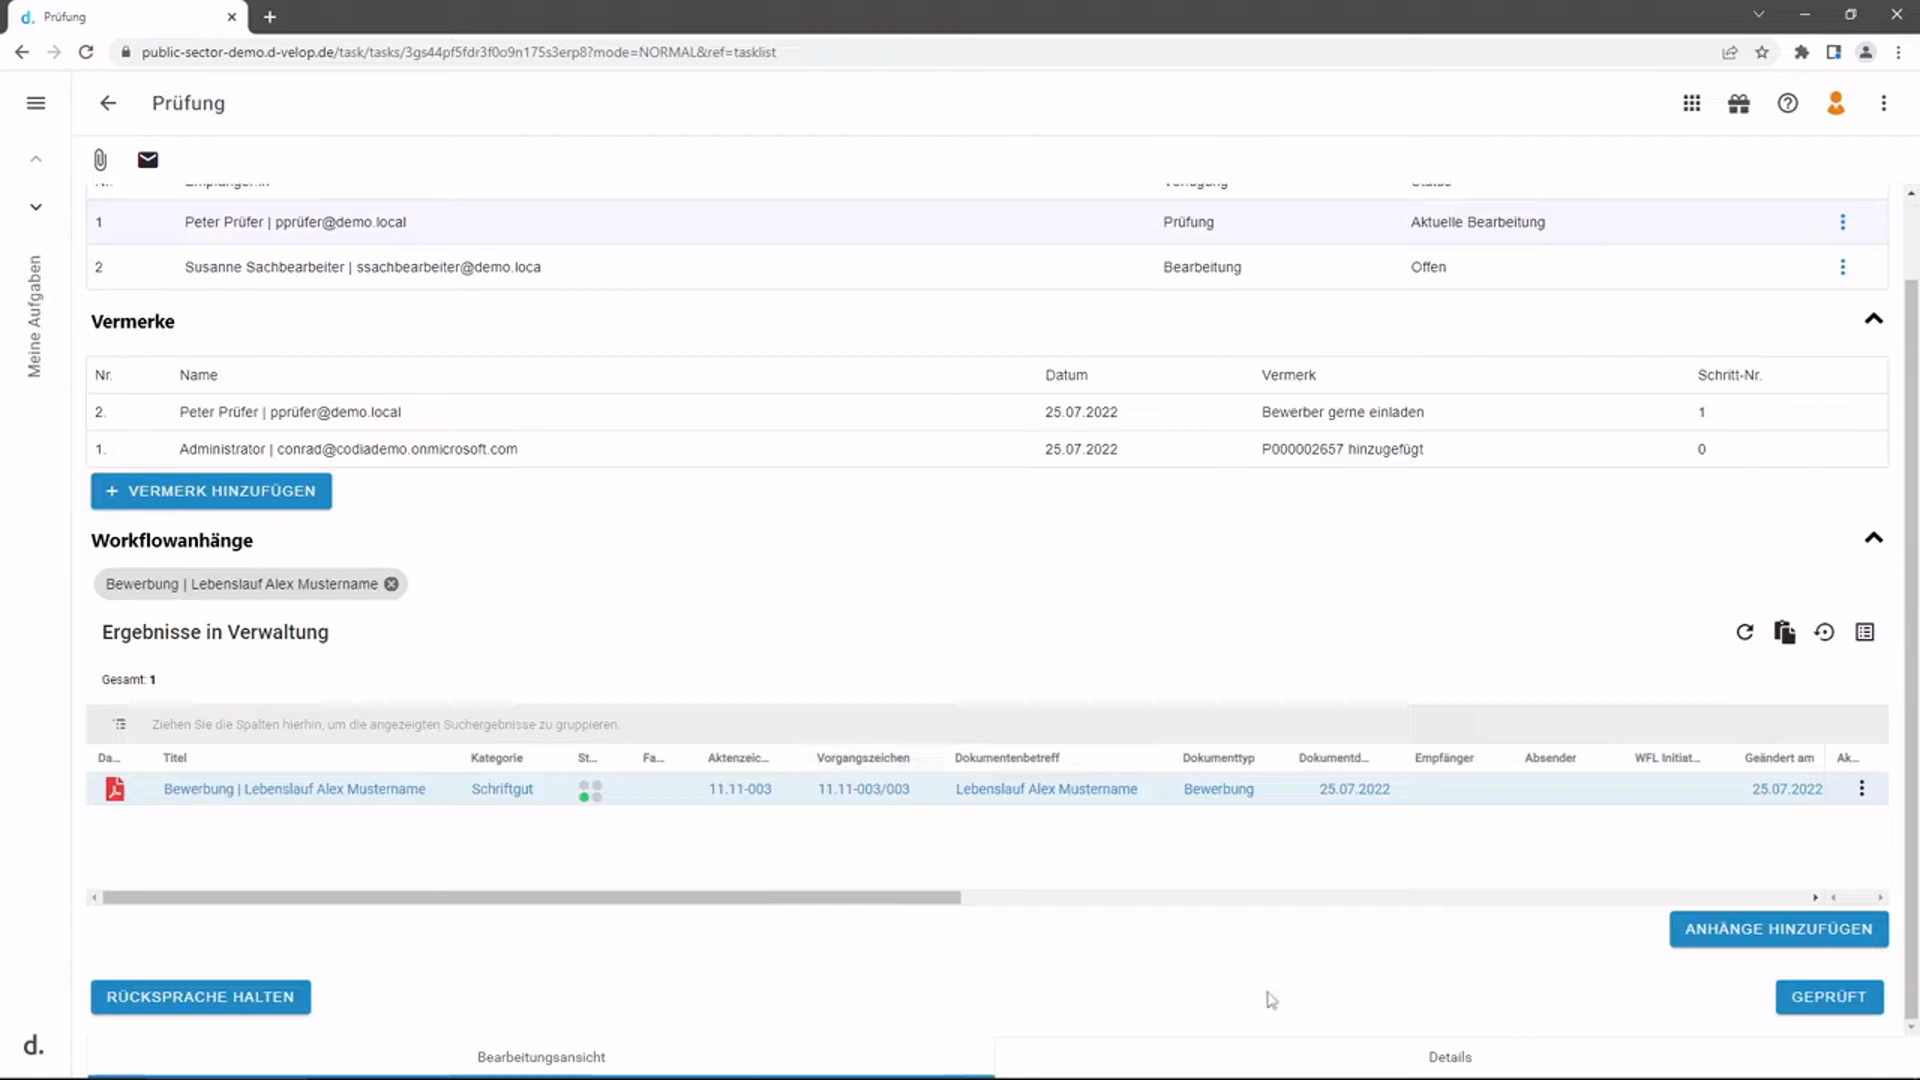 d. Prüfung
public-sector-demo.d-velop.de/task/tasks/3gs44pf5fdr3f0o9n175s3erp8?mode=NORMAL&ref=tasklist
Prüfung
Meine Aufgaben
Nr. Empfänger:in Verfügung Status
1 Peter Prüfer | pprüfer@demo.local Prüfung Aktuelle Bearbeitung
2 Susanne Sachbearbeiter | ssachbearbeiter@demo.loca Bearbeitung Offen
Vermerke
Nr. Name Datum Vermerk Schritt-Nr.
2. Peter Prüfer | pprüfer@demo.local 25.07.2022 Bewerber gerne einladen 1
1. Administrator | conrad@codiademo.onmicrosoft.com 25.07.2022 P000002657 hinzugefügt 0
+ VERMERK HINZUFÜGEN
Workflowanhänge
Bewerbung | Lebenslauf Alex Mustername
Ergebnisse in Verwaltung
Gesamt: 1
Ziehen Sie die Spalten hierhin, um die angezeigten Suchergebnisse zu gruppieren.
Da... Titel Kategorie St... Fa... Aktenzeic... Vorgangszeichen Dokumentenbetreff Dokumenttyp Dokumentd... Empfänger Absender WFL Initiat... Geändert am Ak...
Bewerbung | Lebenslauf Alex Mustername Schriftgut 11.11-003 11.11-003/003 Lebenslauf Alex Mustername Bewerbung 25.07.2022 25.07.2022
ANHÄNGE HINZUFÜGEN
RÜCKSPRACHE HALTEN GEPRÜFT
d.
Bearbeitungsansicht Details